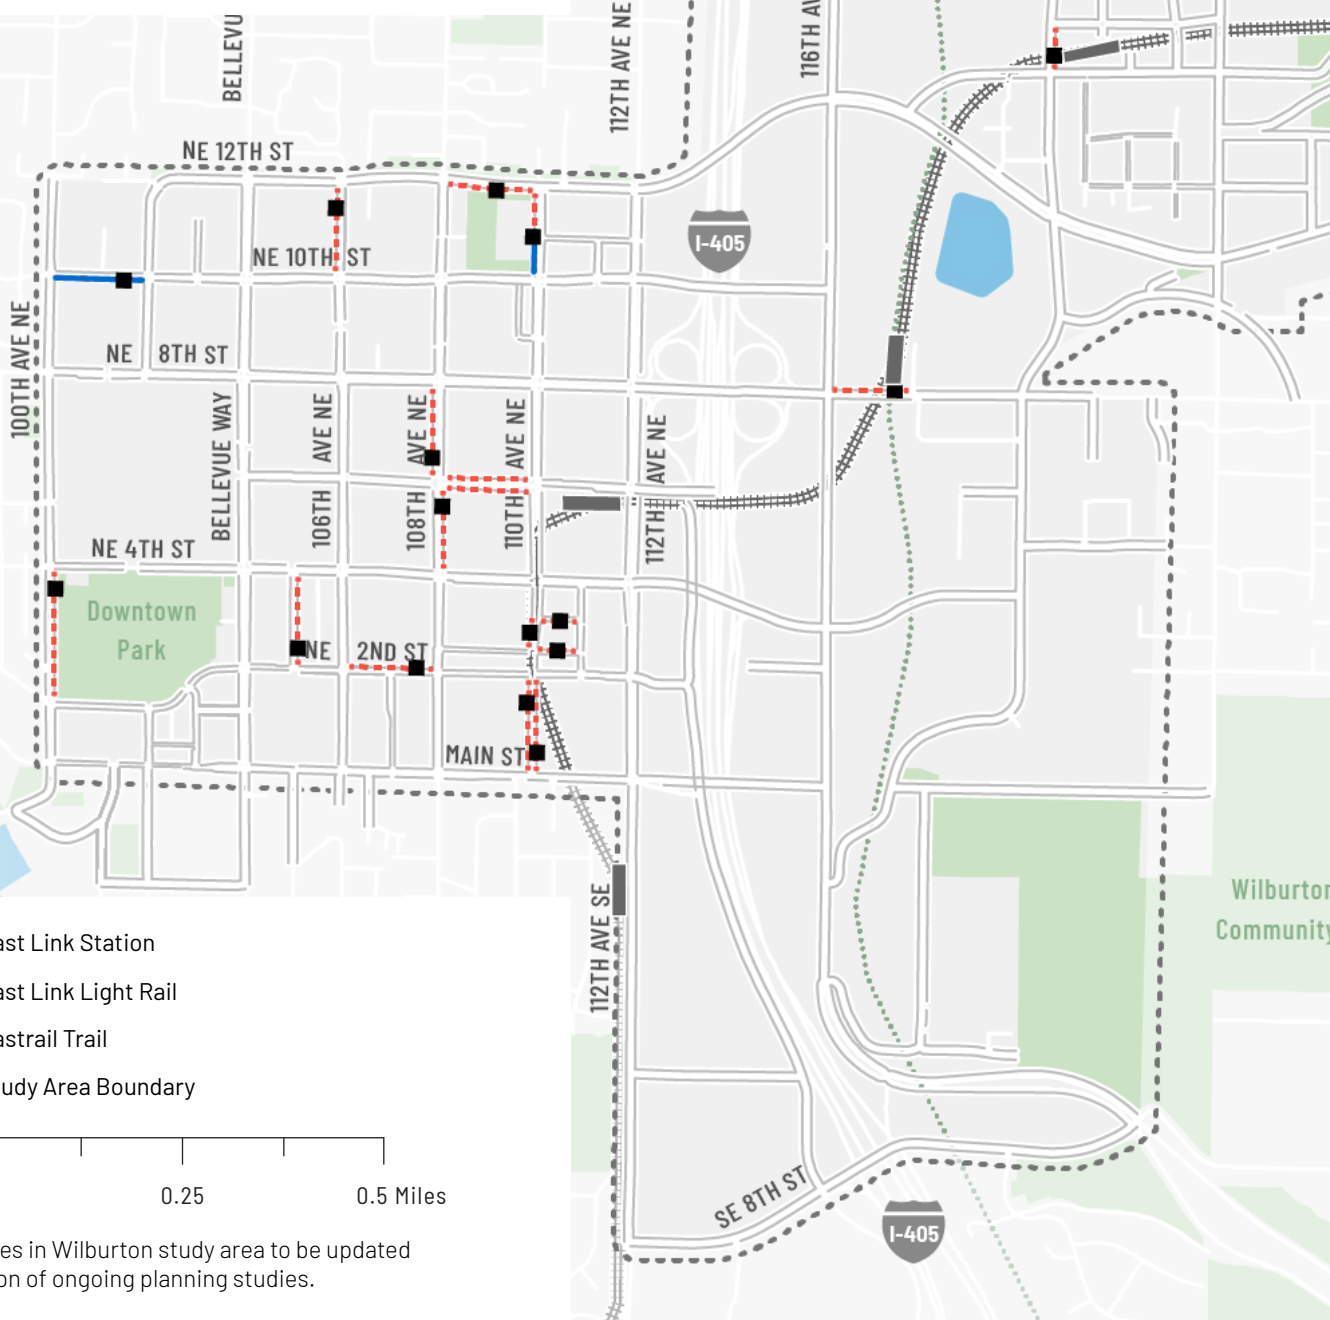 BELLEVU
112TH AVE NE
116TH AV
NE 12TH ST
I-405
NE 10TH ST
100TH AVE NE
NE 8TH ST
BELLEVUE WAY
106TH AVE NE
108TH AVE NE
110TH AVE NE
112TH AVE NE
NE 4TH ST
Downtown
Park
NE 2ND ST
MAIN ST
112TH AVE SE
Wilburton
Community
ast Link Station
ast Link Light Rail
astrail Trail
udy Area Boundary
0.25
0.5 Miles
SE 8TH ST
I-405
es in Wilburton study area to be updated
on of ongoing planning studies.